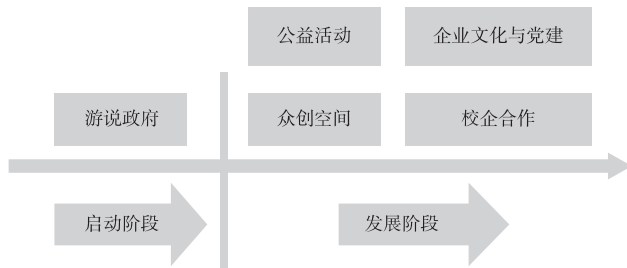 公益活动
企业文化与党建
游说政府
众创空间
校企合作
启动阶段
发展阶段